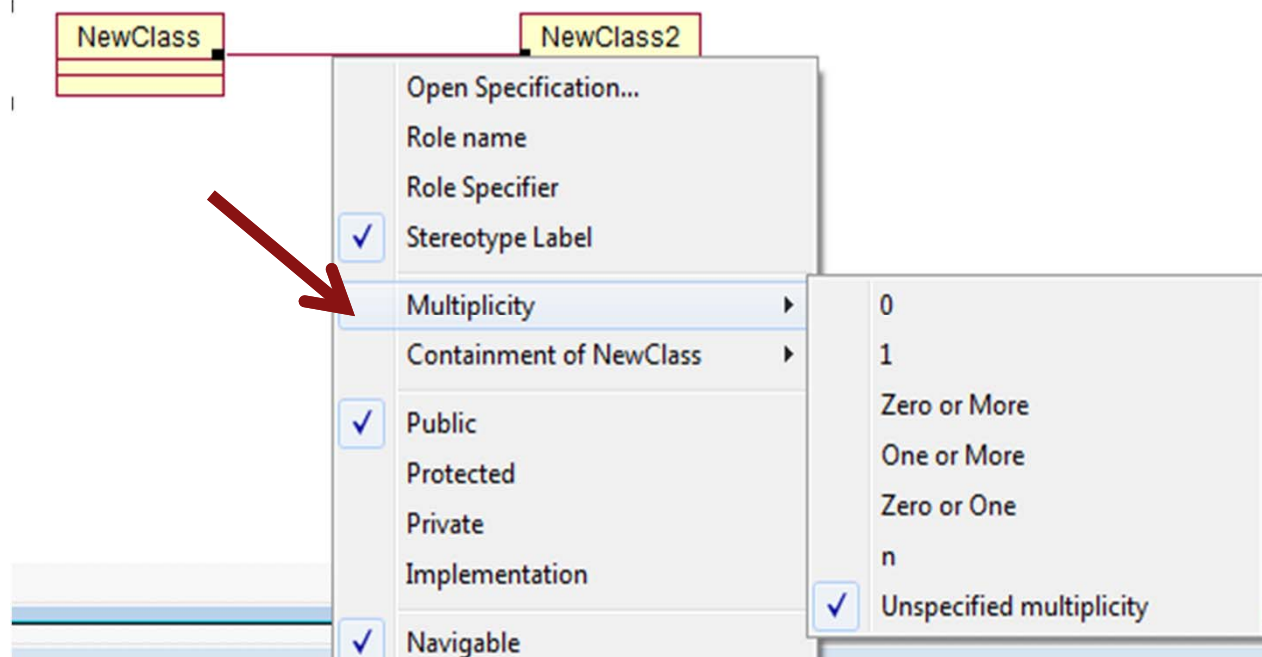 NewClass
NewClass2
Open Specification...
Role name
Role Specifier
Stereotype Label
Multiplicity
Containment of NewClass
Public
Protected
Private
Implementation
Navigable
0
1
Zero or More
One or More
Zero or One
n
Unspecified multiplicity